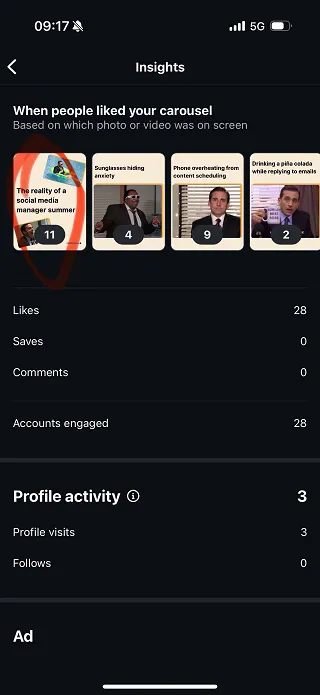 09:17
5G
Insights
When people liked your carousel
Based on which photo or video was on screen
The reality of a
social media
manager summer
11
Sunglasses hiding
anxiety
4
Phone overheating from
content scheduling
9
Drinking a piña colada
while replying to emails
2
Likes 28
Saves 0
Comments 0
Accounts engaged 28
Profile activity 3
Profile visits 3
Follows 0
Ad